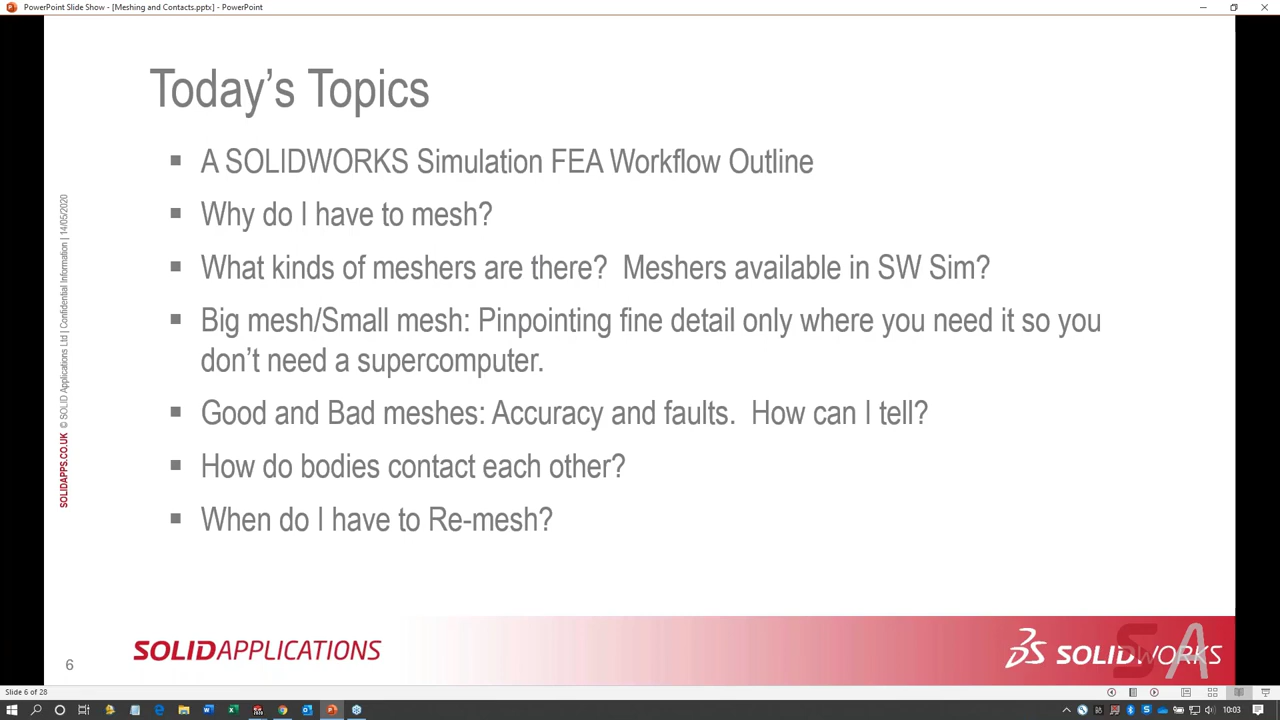 PowerPoint Slide Show - [Meshing and Contacts.pptx] - PowerPoint
Today's Topics
A SOLIDWORKS Simulation FEA Workflow Outline
Why do I have to mesh?
What kinds of meshers are there?  Meshers available in SW Sim?
Big mesh/Small mesh: Pinpointing fine detail only where you need it so you
don't need a supercomputer.
Good and Bad meshes: Accuracy and faults.  How can I tell?
How do bodies contact each other?
When do I have to Re-mesh?
SOLIDAPPS.CO.UK © SOLID Applications Ltd | Confidential Information | 14/05/2020
6
SOLIDAPPLICATIONS
SOLIDWORKS
SA
Slide 6 of 28
10:03